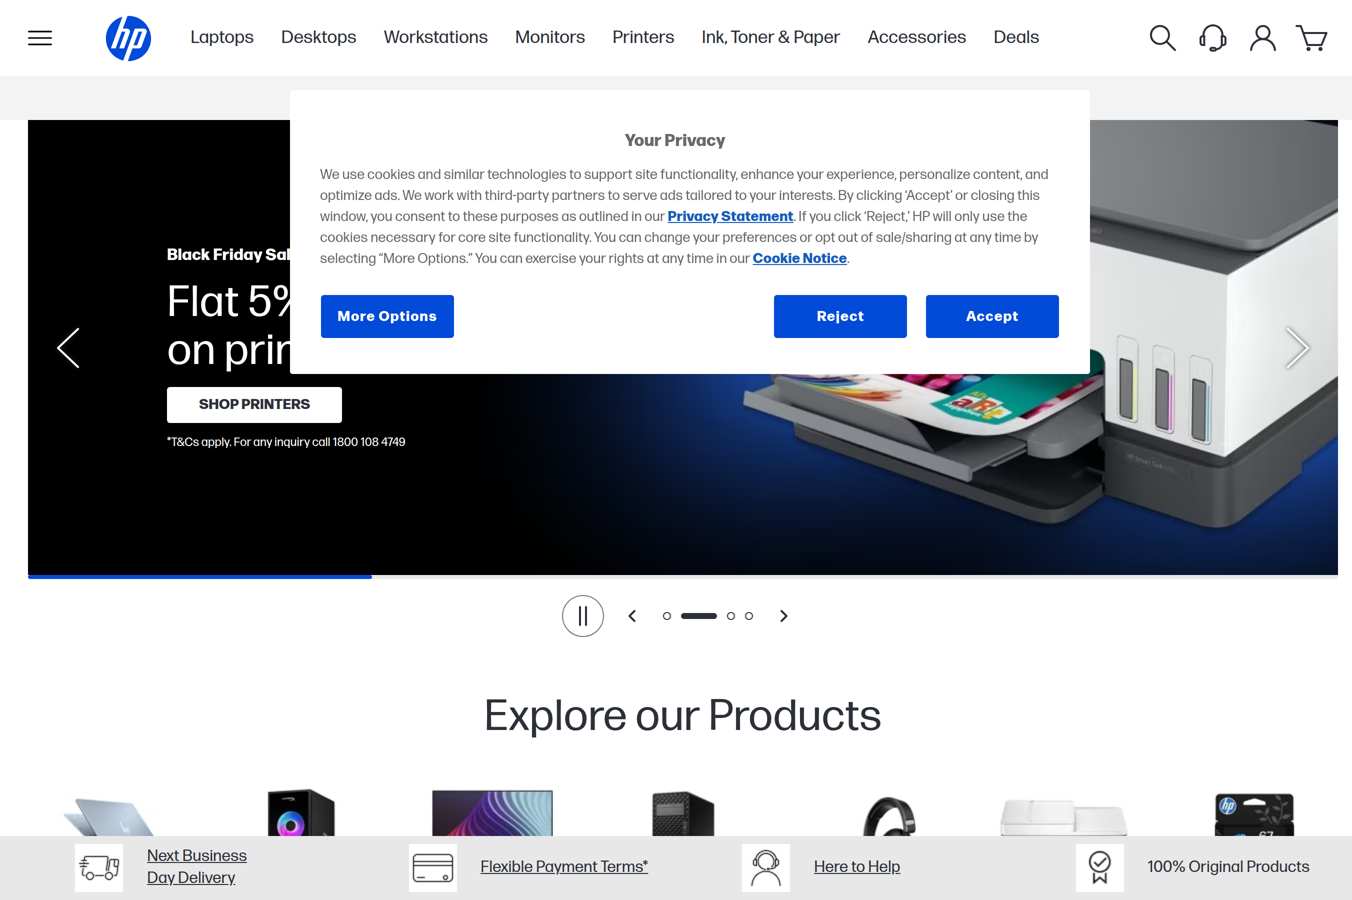 hp
Laptops
Desktops
Workstations
Monitors
Printers
Ink, Toner & Paper
Accessories
Deals
Your Privacy
We use cookies and similar technologies to support site functionality, enhance your experience, personalize content, and
optimize ads. We work with third-party partners to serve ads tailored to your interests. By clicking ‘Accept’ or closing this
window, you consent to these purposes as outlined in our Privacy Statement. If you click ‘Reject,’ HP will only use the
cookies necessary for core site functionality. You can change your preferences or opt out of sale/sharing at any time by
selecting “More Options.” You can exercise your rights at any time in our Cookie Notice.
More Options
Reject
Accept
Black Friday Sal
Flat 5%
on prin
SHOP PRINTERS
*T&Cs apply. For any inquiry call 1800 108 4749
aRt
Explore our Products
hp
67
Next Business
Day Delivery
Flexible Payment Terms*
Here to Help
100% Original Products